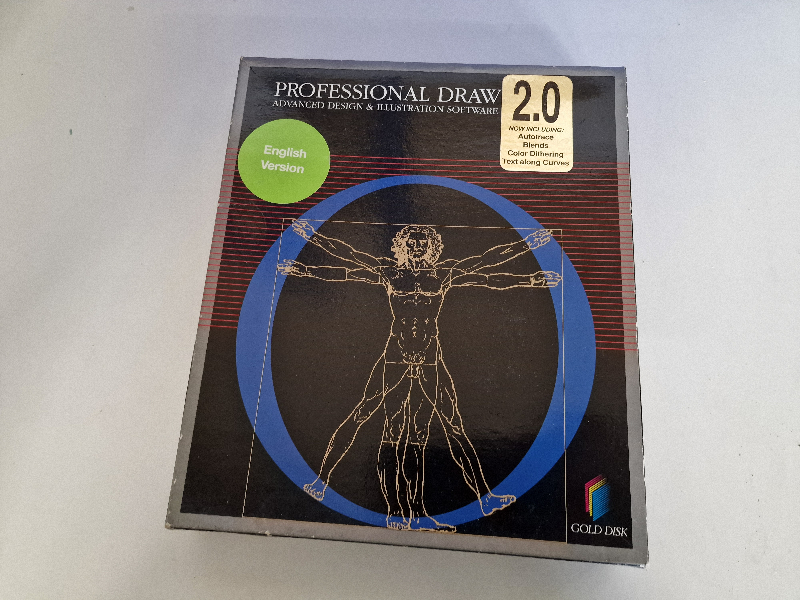 PROFESSIONAL DRAW
ADVANCED DESIGN & ILLUSTRATION SOFTWARE
2.0
NOW INCLUDING:
Autotrace
Blends
Color Dithering
Text along Curves
English
Version
GOLD DISK